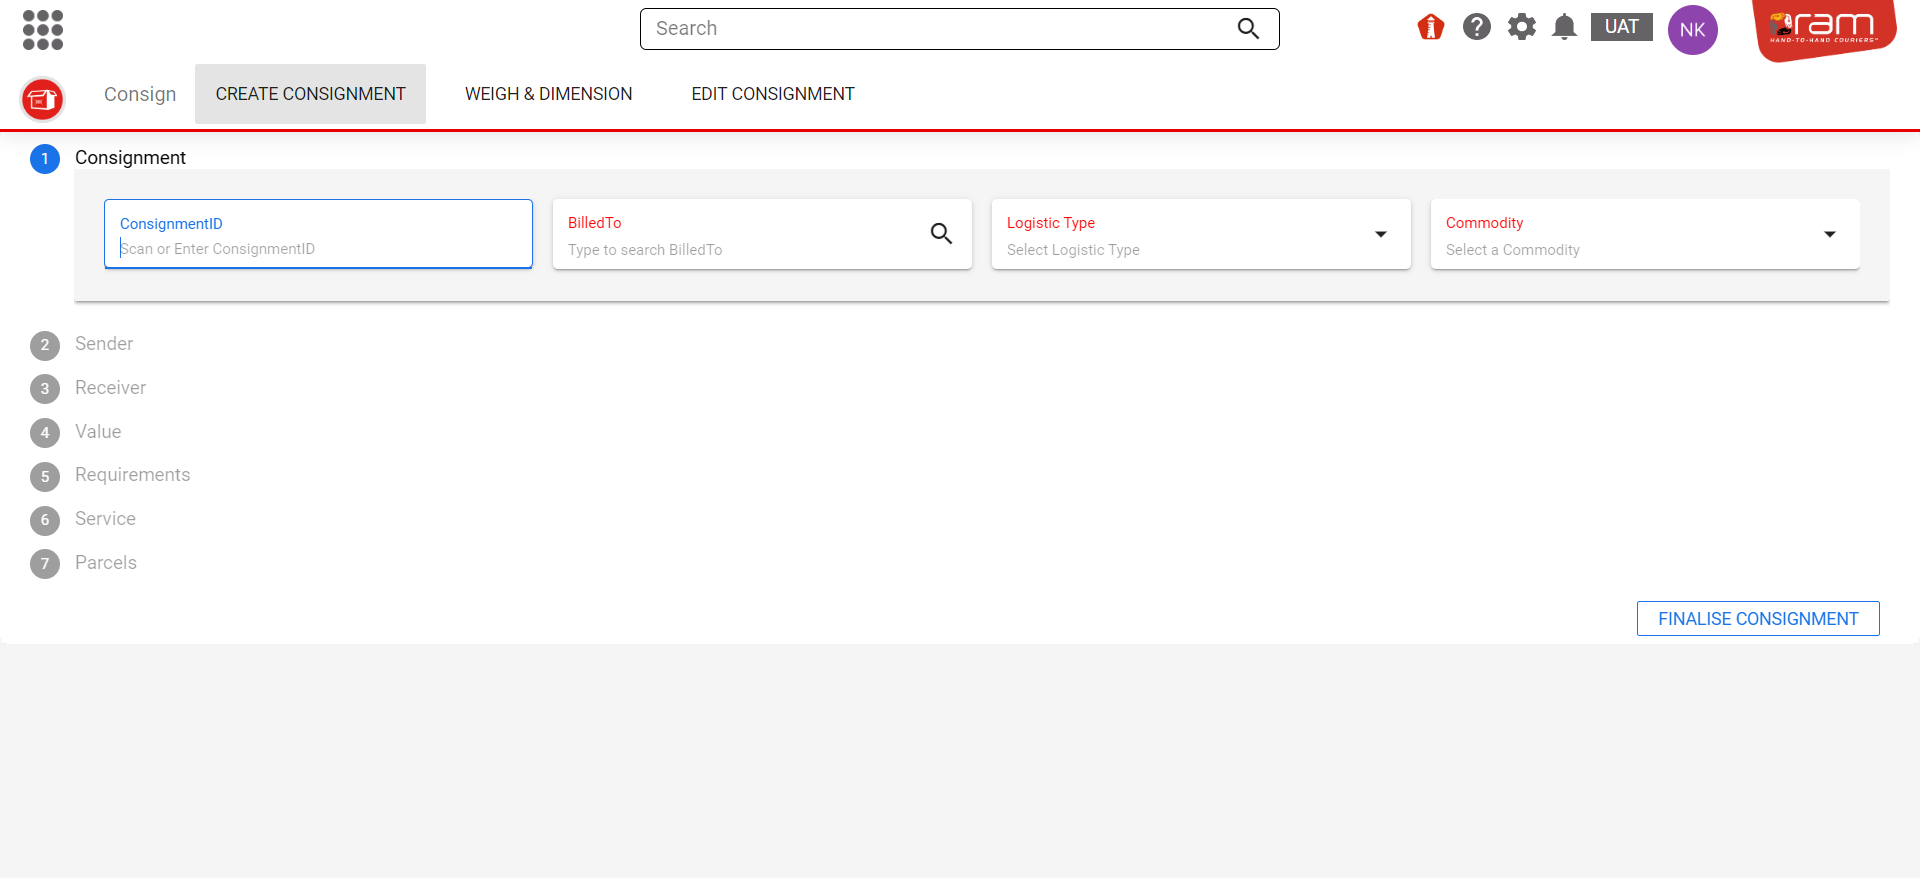 Search
UAT
NK
ram
HAND-TO-HAND COURIERS
Consign
CREATE CONSIGNMENT
WEIGH & DIMENSION
EDIT CONSIGNMENT
1 Consignment
ConsignmentID
Scan or Enter ConsignmentID
BilledTo
Type to search BilledTo
Logistic Type
Select Logistic Type
Commodity
Select a Commodity
2 Sender
3 Receiver
4 Value
5 Requirements
6 Service
7 Parcels
FINALISE CONSIGNMENT